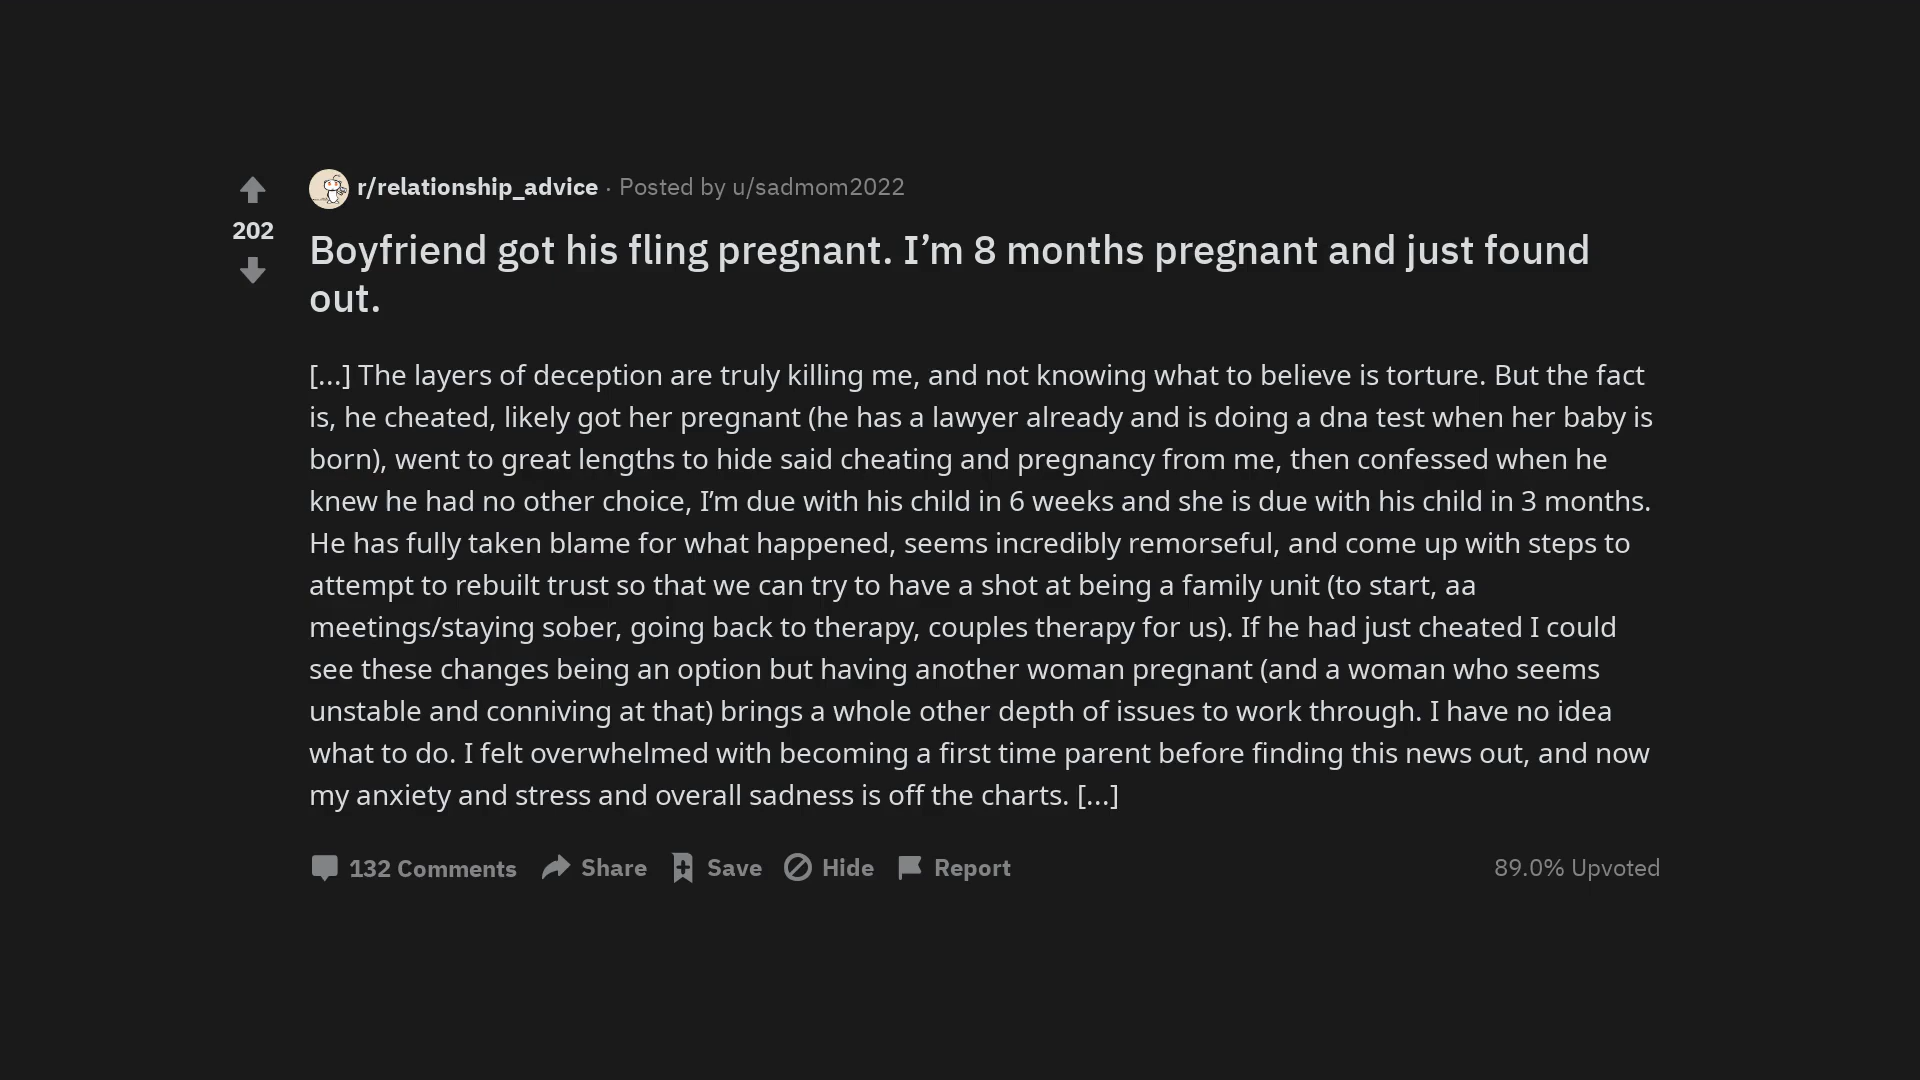 r/relationship_advice · Posted by u/sadmom2022
202
Boyfriend got his fling pregnant. I’m 8 months pregnant and just found
out.
[...] The layers of deception are truly killing me, and not knowing what to believe is torture. But the fact
is, he cheated, likely got her pregnant (he has a lawyer already and is doing a dna test when her baby is
born), went to great lengths to hide said cheating and pregnancy from me, then confessed when he
knew he had no other choice, I’m due with his child in 6 weeks and she is due with his child in 3 months.
He has fully taken blame for what happened, seems incredibly remorseful, and come up with steps to
attempt to rebuilt trust so that we can try to have a shot at being a family unit (to start, aa
meetings/staying sober, going back to therapy, couples therapy for us). If he had just cheated I could
see these changes being an option but having another woman pregnant (and a woman who seems
unstable and conniving at that) brings a whole other depth of issues to work through. I have no idea
what to do. I felt overwhelmed with becoming a first time parent before finding this news out, and now
my anxiety and stress and overall sadness is off the charts. [...]
132 Comments Share Save Hide Report 89.0% Upvoted